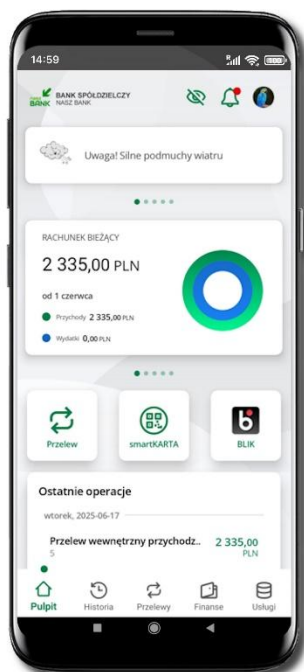 14:59
nasz
BANK
BANK SPÓŁDZIELCZY
NASZ BANK
Uwaga! Silne podmuchy wiatru
RACHUNEK BIEŻĄCY
2 335,00 PLN
od 1 czerwca
Przychody 2 335,00 PLN
Wydatki 0,00 PLN
Przelew
smartKARTA
BLIK
Ostatnie operacje
wtorek, 2025-06-17
Przelew wewnętrzny przychodz.. 2 335,00
S PLN
Pulpit Historia Przelewy Finanse Usługi